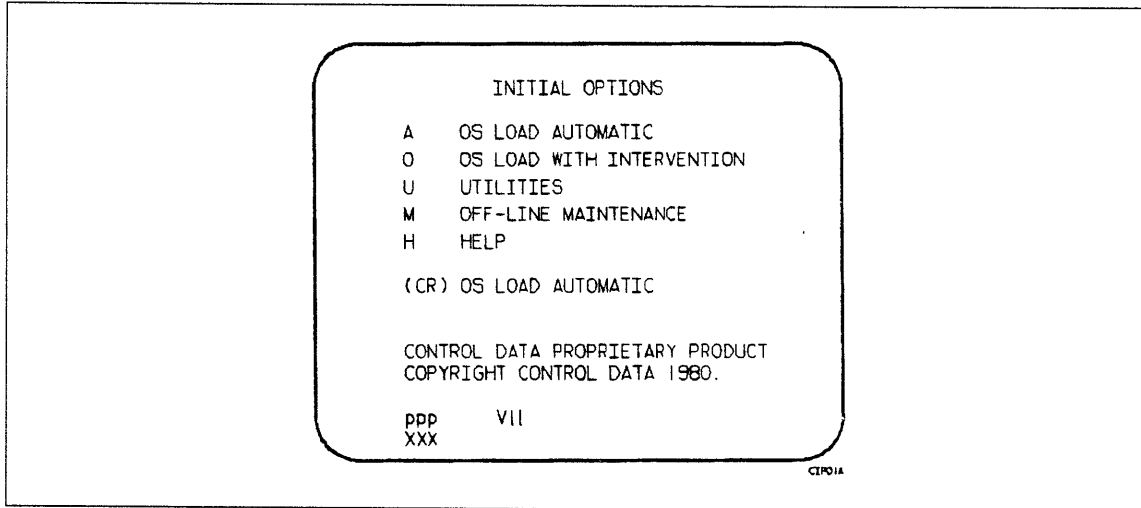 INITIAL OPTIONS
A OS LOAD AUTOMATIC
O OS LOAD WITH INTERVENTION
U UTILITIES
M OFF-LINE MAINTENANCE
H HELP
(CR) OS LOAD AUTOMATIC
CONTROL DATA PROPRIETARY PRODUCT
COPYRIGHT CONTROL DATA 1980.
ppp Vll
XXX
CIP01A